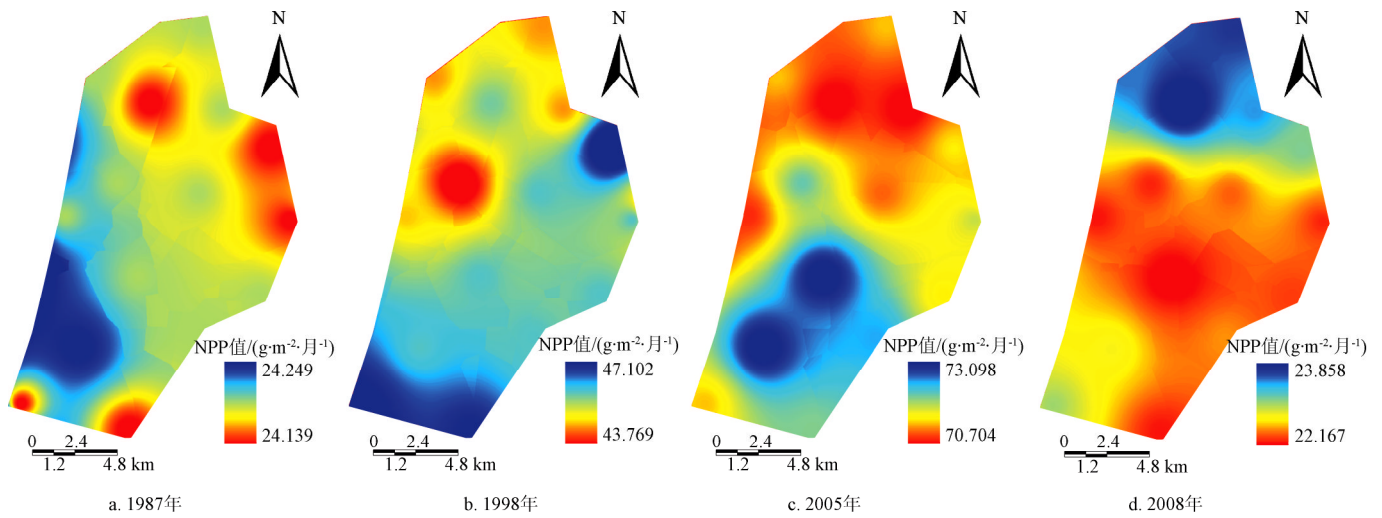 N
NPP值/(g·m⁻²·月⁻¹)
24.249
24.139
0 2.4
1.2 4.8 km
a. 1987年
N
NPP值/(g·m⁻²·月⁻¹)
47.102
43.769
0 2.4
1.2 4.8 km
b. 1998年
N
NPP值/(g·m⁻²·月⁻¹)
73.098
70.704
0 2.4
1.2 4.8 km
c. 2005年
N
NPP值/(g·m⁻²·月⁻¹)
23.858
22.167
0 2.4
1.2 4.8 km
d. 2008年